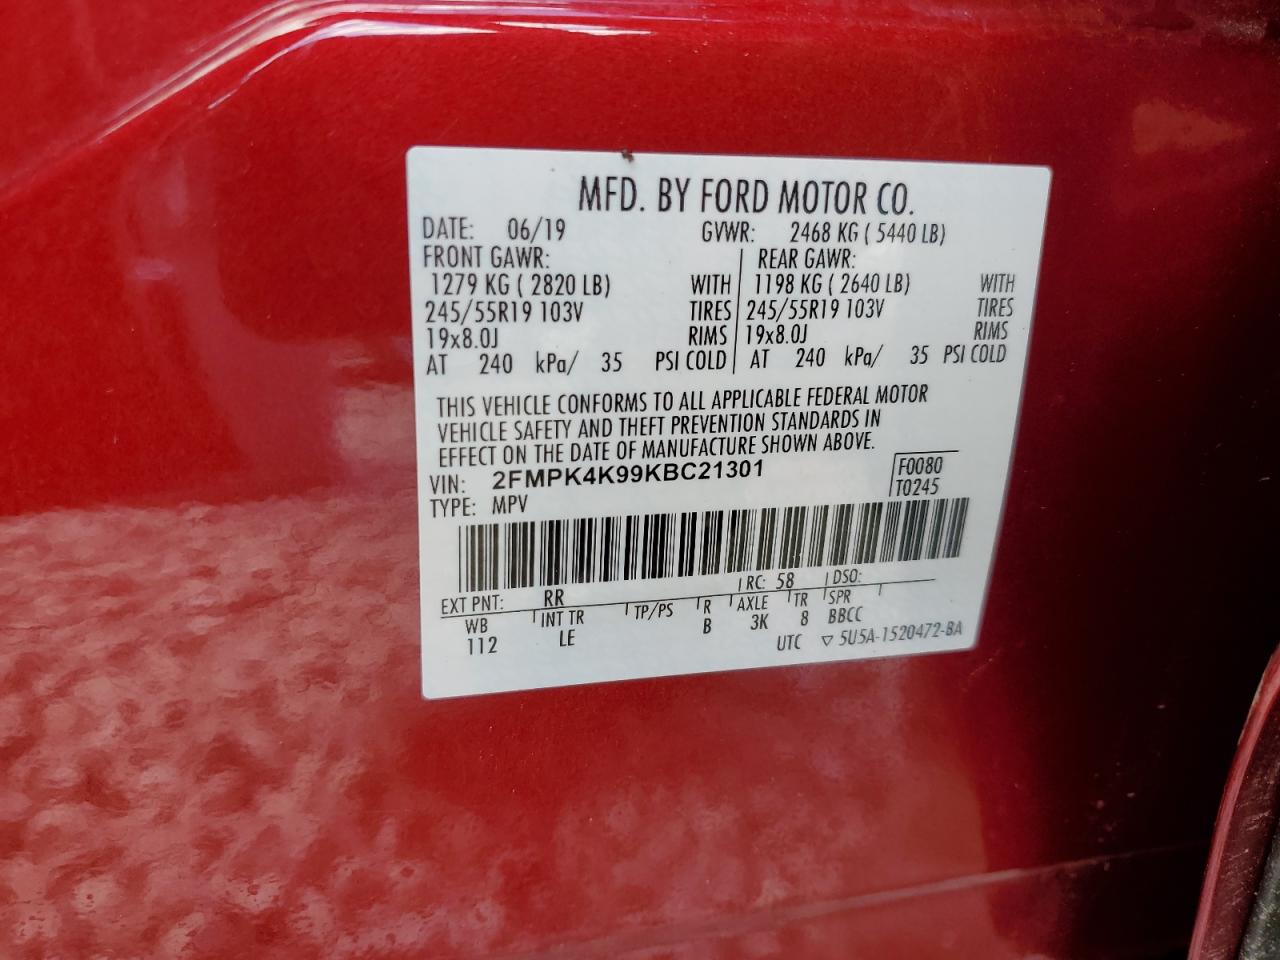 MFD. BY FORD MOTOR CO.
DATE: 06/19 GVWR: 2468 KG ( 5440 LB)
FRONT GAWR: REAR GAWR:
1279 KG ( 2820 LB) WITH 1198 KG ( 2640 LB) WITH
245/55R19 103V TIRES 245/55R19 103V TIRES
19x8.0J RIMS 19x8.0J RIMS
AT 240 kPa/ 35 PSI COLD AT 240 kPa/ 35 PSI COLD
THIS VEHICLE CONFORMS TO ALL APPLICABLE FEDERAL MOTOR
VEHICLE SAFETY AND THEFT PREVENTION STANDARDS IN
EFFECT ON THE DATE OF MANUFACTURE SHOWN ABOVE.
VIN: 2FMPK4K99KBC21301 F0080
TYPE: MPV T0245
EXT PNT: RR RC: 58 DSO:
WB INT TR TP/PS R AXLE TR SPR
112 LE B 3K 8 BBCC
UTC ▽ 5U5A-1520472-BA